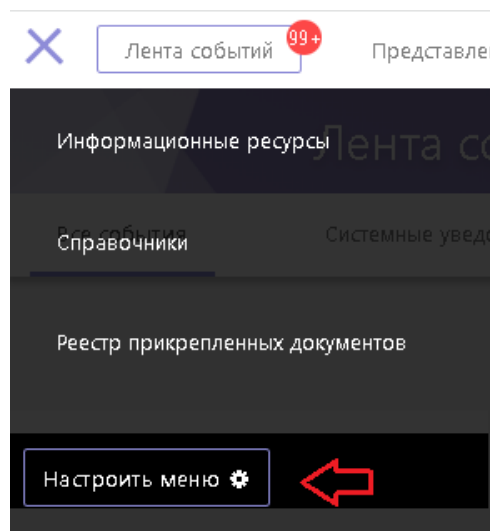 Лента событий 99+ Представле
Информационные ресурсы
Лента со
Все события Системные уведо
Справочники
Реестр прикрепленных документов
Настроить меню